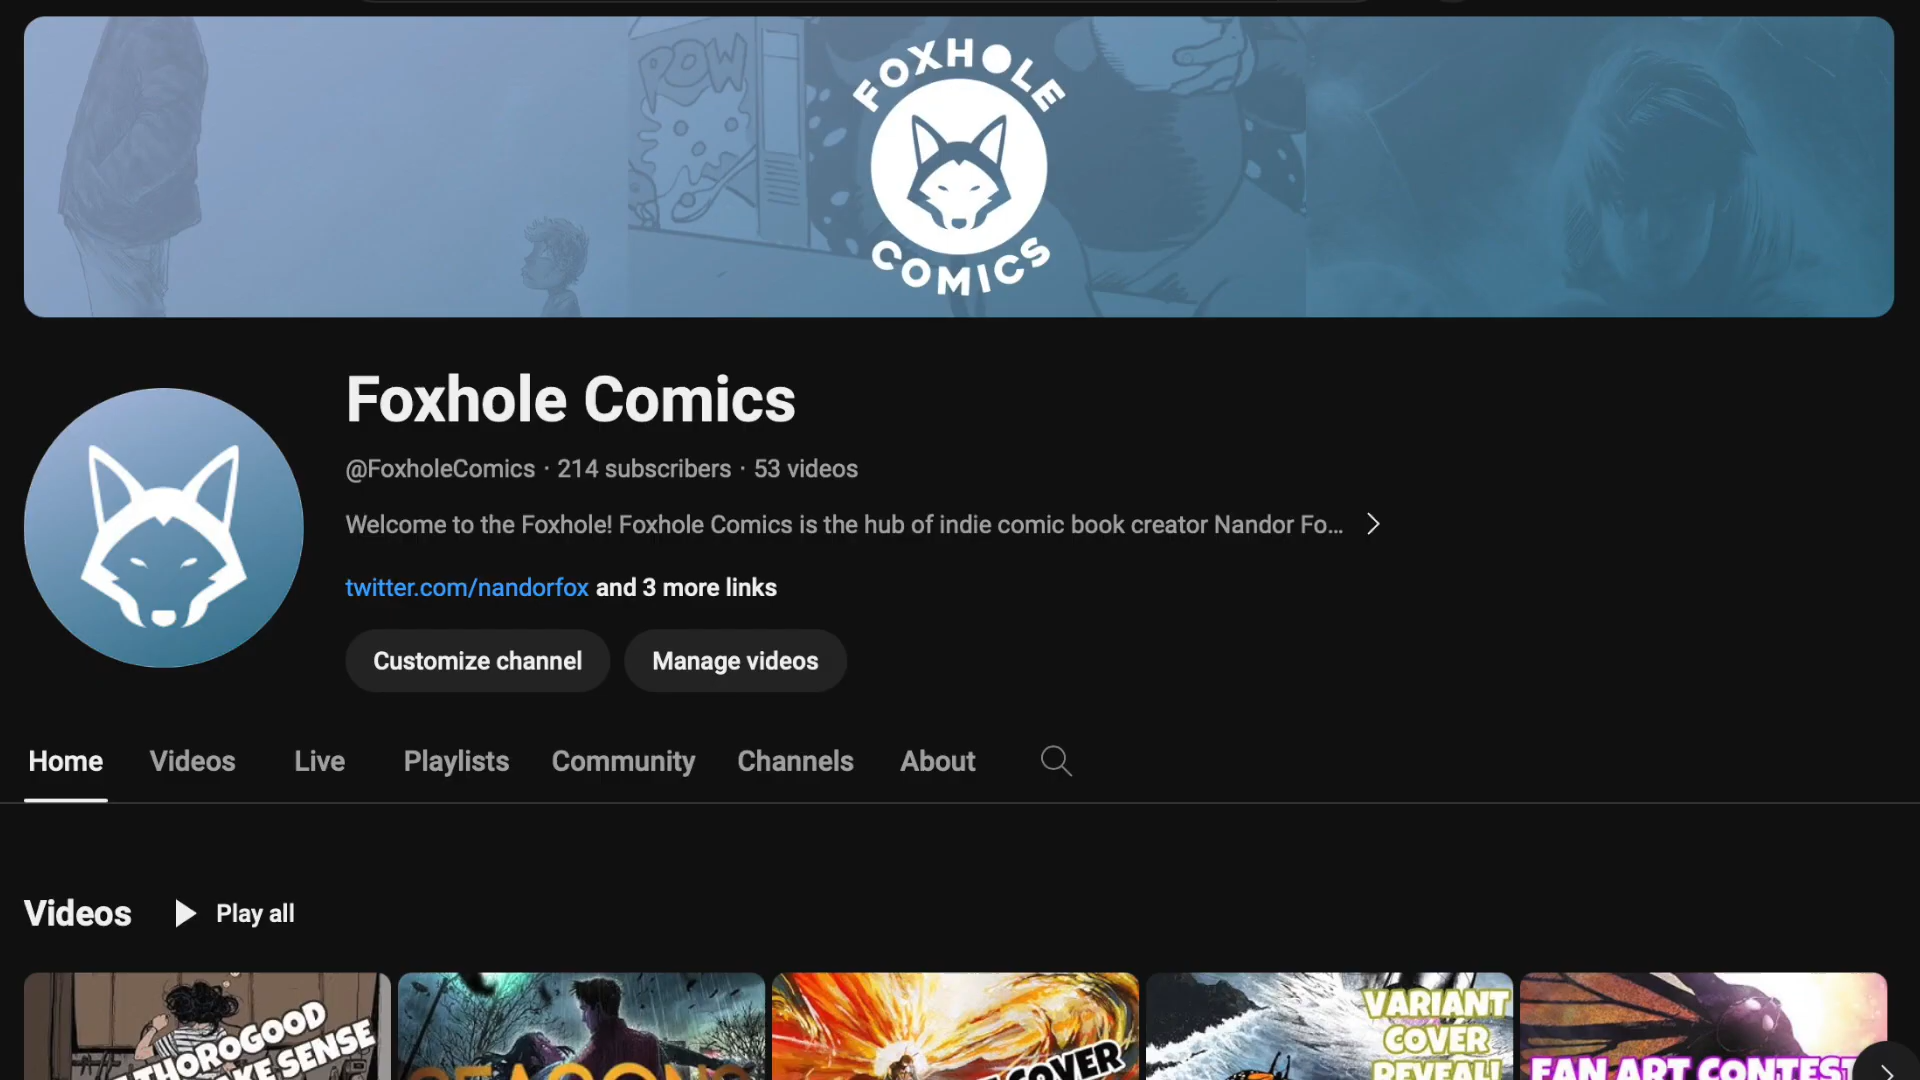 POW
FOXHOLE
COMICS
Foxhole Comics
@FoxholeComics · 214 subscribers · 53 videos
Welcome to the Foxhole! Foxhole Comics is the hub of indie comic book creator Nandor Fo...
twitter.com/nandorfox and 3 more links
Customize channel Manage videos
Home Videos Live Playlists Community Channels About
Videos Play all
THOROGOOD
SENSE
SEASONS
COVER
VARIANT
COVER
REVEAL!
FAN ART CONTEST